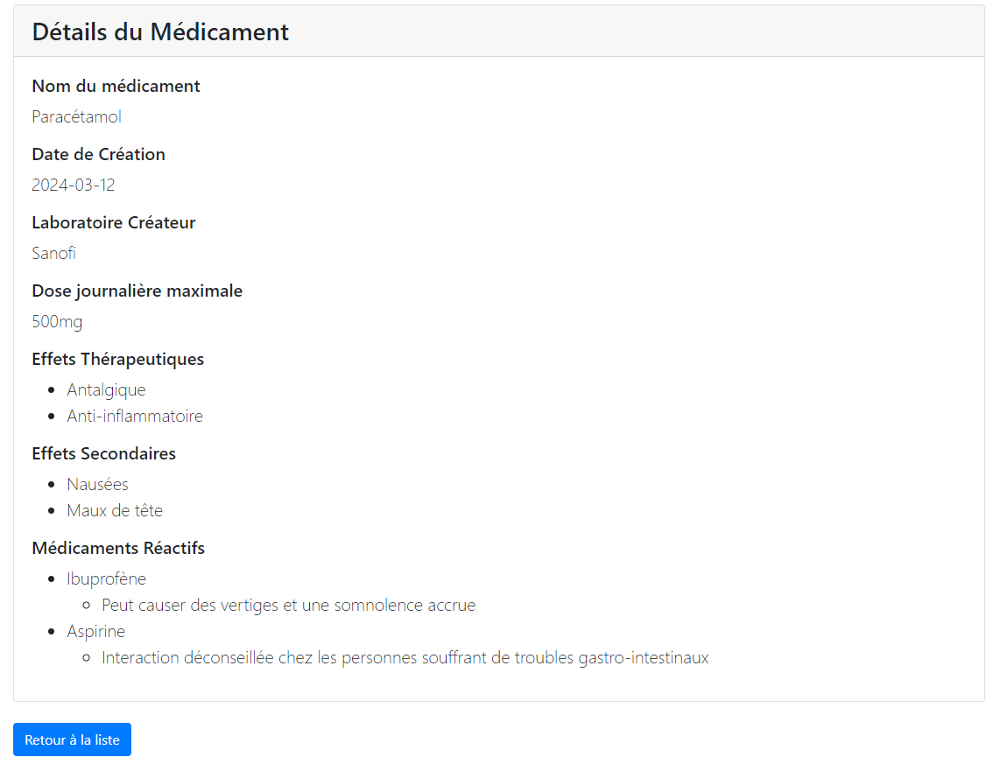 Détails du Médicament
Nom du médicament
Paracétamol
Date de Création
2024-03-12
Laboratoire Créateur
Sanofi
Dose journalière maximale
500mg
Effets Thérapeutiques
Antalgique
Anti-inflammatoire
Effets Secondaires
Nausées
Maux de tête
Médicaments Réactifs
Ibuprofène
Peut causer des vertiges et une somnolence accrue
Aspirine
Interaction déconseillée chez les personnes souffrant de troubles gastro-intestinaux
Retour à la liste